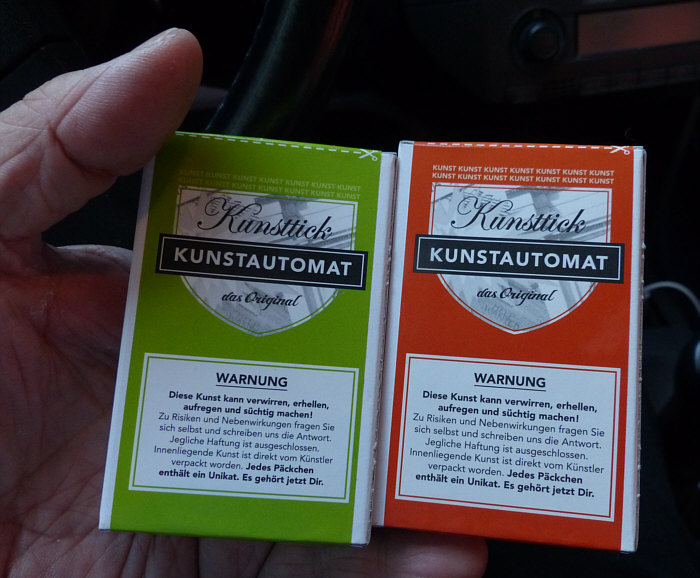 KUNST KUNST KUNST KUNST KUNST KUNST KUNST
KUNST KUNST KUNST KUNST KUNST KUNST KUNST
Kunsttick
KUNSTAUTOMAT
das Original
WARNUNG
Diese Kunst kann verwirren, erhellen,
aufregen und süchtig machen!
Zu Risiken und Nebenwirkungen fragen Sie
sich selbst und schreiben uns die Antwort.
Jegliche Haftung ist ausgeschlossen.
Innenliegende Kunst ist direkt vom Künstler
verpackt worden. Jedes Päckchen
enthält ein Unikat. Es gehört jetzt Dir.
KUNST KUNST KUNST KUNST KUNST KUNST KUNST
KUNST KUNST KUNST KUNST KUNST KUNST KUNST
Kunsttick
KUNSTAUTOMAT
das Original
WARNUNG
Diese Kunst kann verwirren, erhellen,
aufregen und süchtig machen!
Zu Risiken und Nebenwirkungen fragen Sie
sich selbst und schreiben uns die Antwort.
Jegliche Haftung ist ausgeschlossen.
Innenliegende Kunst ist direkt vom Künstler
verpackt worden. Jedes Päckchen
enthält ein Unikat. Es gehört jetzt Dir.